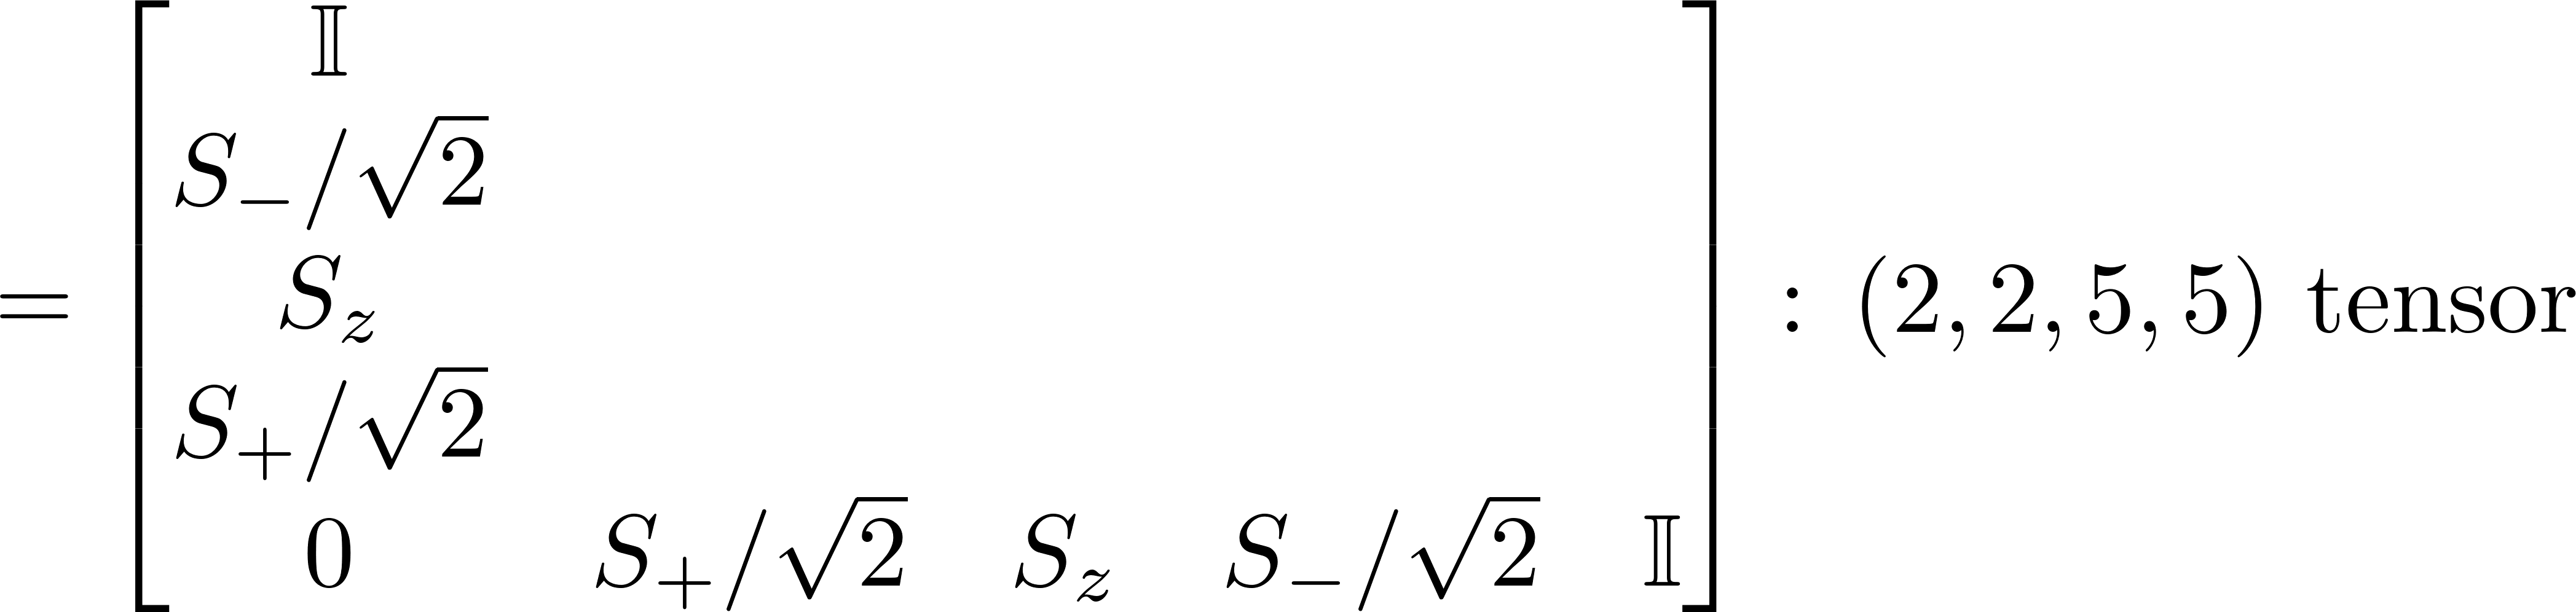 𝕀
S₋/√2
S_z
= : (2, 2, 5, 5) tensor
S₊/√2
0 S₊/√2 S_z S₋/√2 𝕀